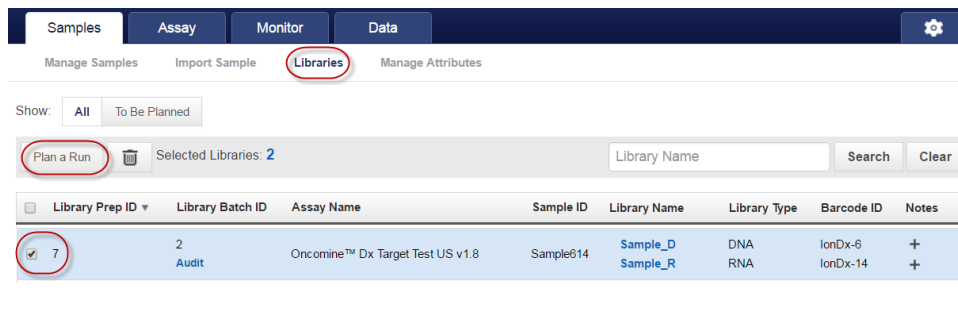 Samples Assay Monitor Data
Manage Samples Import Sample Libraries Manage Attributes
Show: All To Be Planned
Plan a Run Selected Libraries: 2 Library Name Search Clear
Library Prep ID Library Batch ID Assay Name Sample ID Library Name Library Type Barcode ID Notes
7 2 Oncomine™ Dx Target Test US v1.8 Sample614 Sample_D DNA IonDx-6 +
Audit Sample_R RNA IonDx-14 +